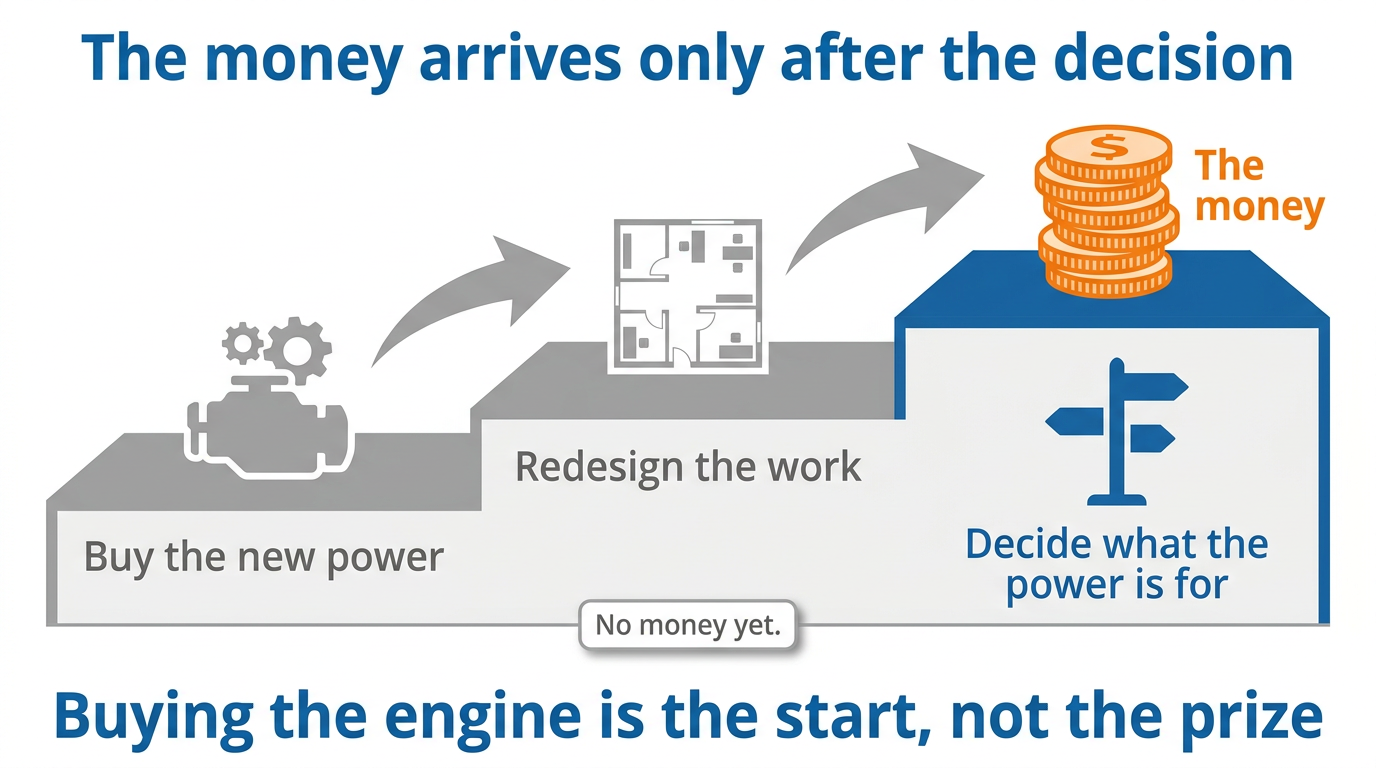 The money arrives only after the decision
$
The
money
Redesign the work
Buy the new power
Decide what the
power is for
No money yet.
Buying the engine is the start, not the prize